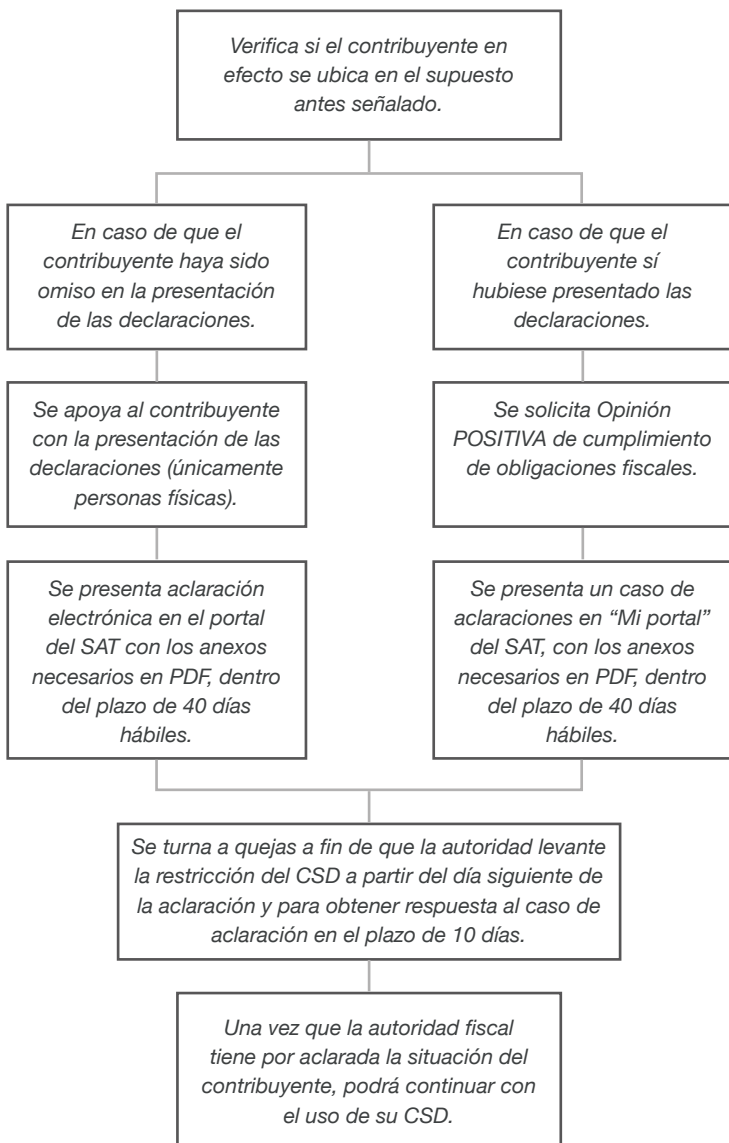 Verifica si el contribuyente en
efecto se ubica en el supuesto
antes señalado.
En caso de que el
contribuyente haya sido
omiso en la presentación
de las declaraciones.
En caso de que el
contribuyente sí
hubiese presentado las
declaraciones.
Se apoya al contribuyente
con la presentación de las
declaraciones (únicamente
personas físicas).
Se solicita Opinión
POSITIVA de cumplimiento
de obligaciones fiscales.
Se presenta aclaración
electrónica en el portal
del SAT con los anexos
necesarios en PDF, dentro
del plazo de 40 días
hábiles.
Se presenta un caso de
aclaraciones en “Mi portal”
del SAT, con los anexos
necesarios en PDF, dentro
del plazo de 40 días
hábiles.
Se turna a quejas a fin de que la autoridad levante
la restricción del CSD a partir del día siguiente de
la aclaración y para obtener respuesta al caso de
aclaración en el plazo de 10 días.
Una vez que la autoridad fiscal
tiene por aclarada la situación del
contribuyente, podrá continuar con
el uso de su CSD.